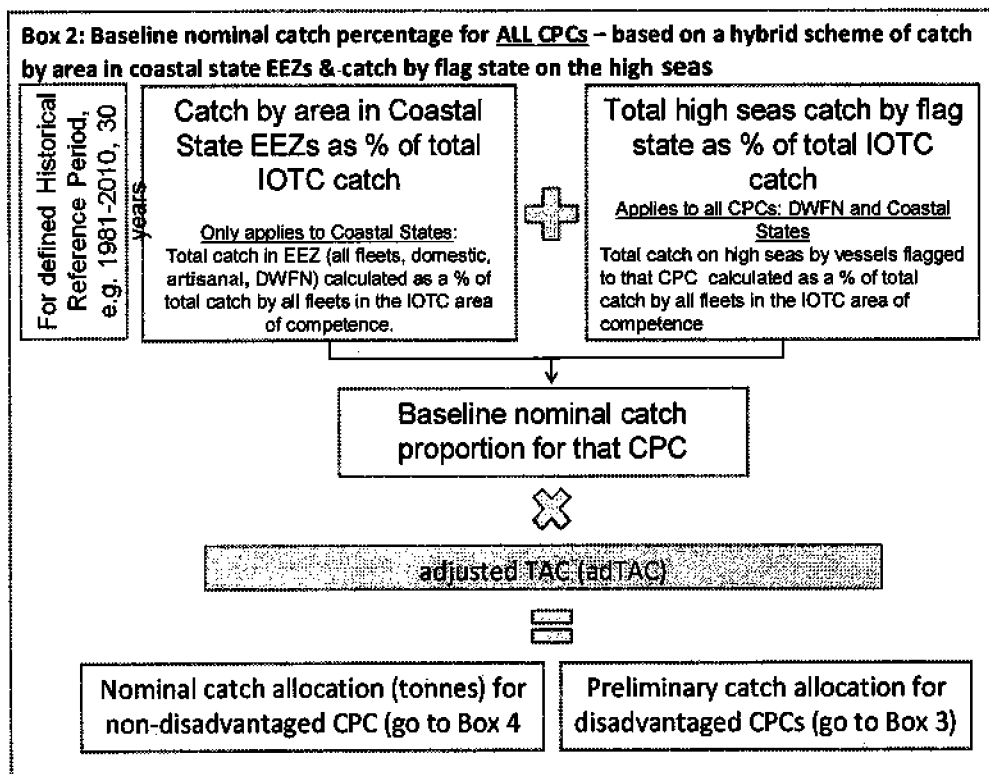 Box 2: Baseline nominal catch percentage for ALL CPCs – based on a hybrid scheme of catch
by area in coastal state EEZs & catch by flag state on the high seas
For defined Historical
Reference Period,
e.g. 1981-2010, 30
years
Catch by area in Coastal
State EEZs as % of total
IOTC catch
Only applies to Coastal States:
Total catch in EEZ (all fleets, domestic,
artisanal, DWFN) calculated as a % of
total catch by all fleets in the IOTC area
of competence.
Total high seas catch by flag
state as % of total IOTC
catch
Applies to all CPCs: DWFN and Coastal
States
Total catch on high seas by vessels flagged
to that CPC calculated as a % of total
catch by all fleets in the IOTC area of
competence
Baseline nominal catch
proportion for that CPC
adjusted TAC (adTAC)
Nominal catch allocation (tonnes) for
non-disadvantaged CPC (go to Box 4
Preliminary catch allocation for
disadvantaged CPCs (go to Box 3)